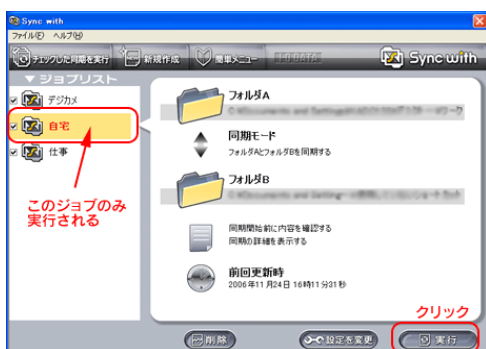 Sync with
ファイル(F) ヘルプ(H)
チェックした同期を実行
新規作成
簡単メニュー
I-O DATA
Sync with
▼ジョブリスト
デジカメ
自宅
仕事
このジョブのみ
実行される
フォルダA
同期モード
フォルダAとフォルダBを同期する
フォルダB
同期開始前に内容を確認する
同期の詳細を表示する
前回更新時
2006年11月24日 16時11分31秒
クリック
削除
設定を変更
実行